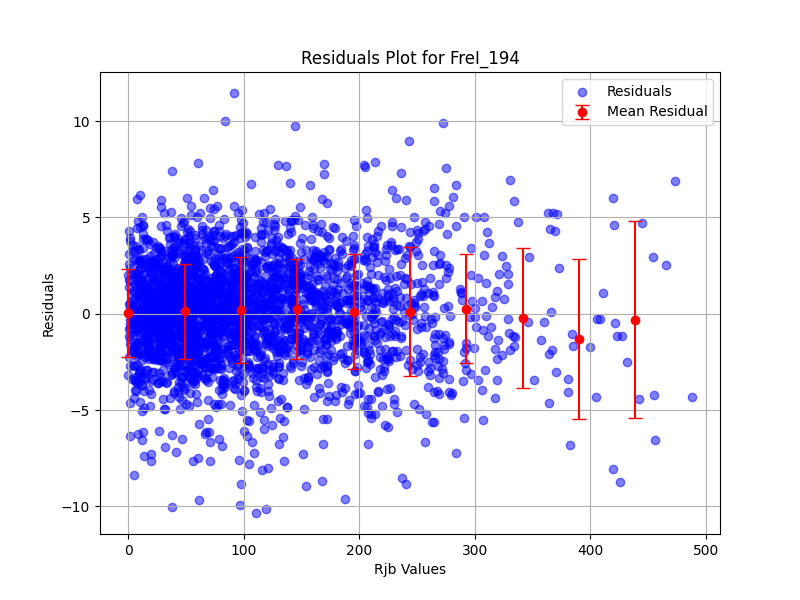 Residuals Plot for FreI_194
Residuals
Mean Residual
10
5
0
−5
−10
Residuals
0
100
200
300
400
500
Rjb Values